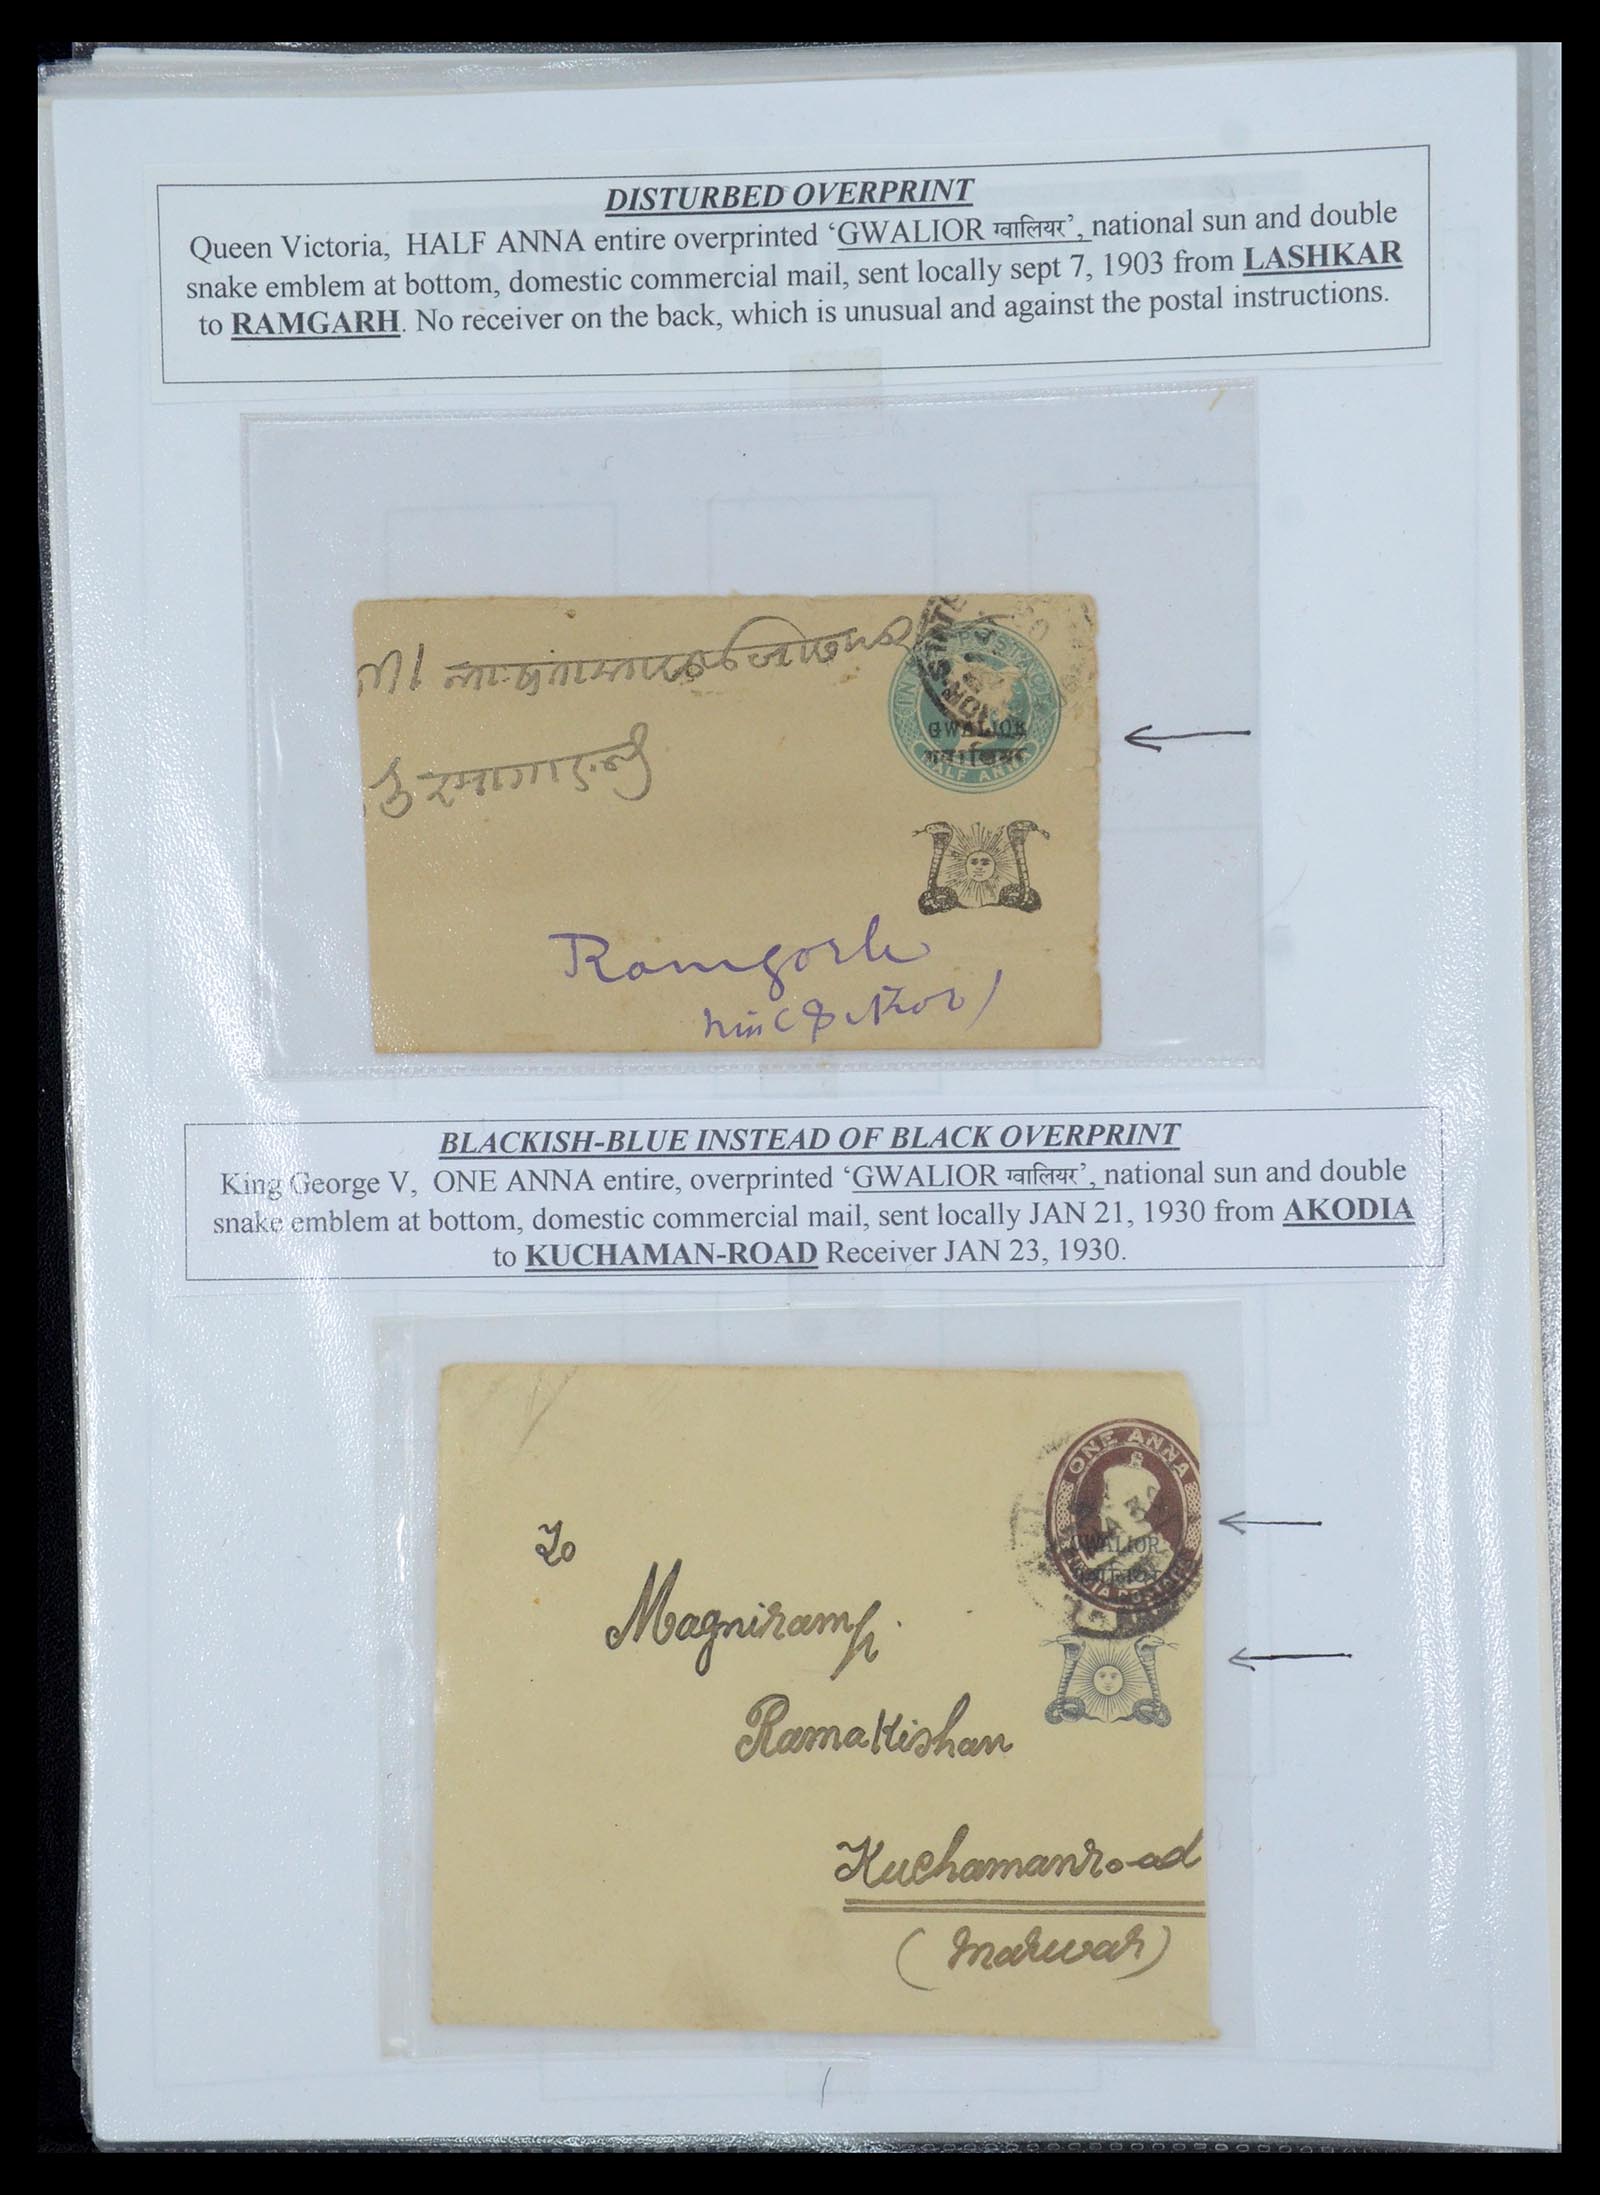 DISTURBED OVERPRINT
Queen Victoria, HALF ANNA entire overprinted ‘GWALIOR ग्वालियर’, national sun and double
snake emblem at bottom, domestic commercial mail, sent locally sept 7, 1903 from LASHKAR
to RAMGARH. No receiver on the back, which is unusual and against the postal instructions.
GWALIOR
HALF ANNA
Ramgarh
BLACKISH-BLUE INSTEAD OF BLACK OVERPRINT
King George V, ONE ANNA entire, overprinted ‘GWALIOR ग्वालियर’, national sun and double
snake emblem at bottom, domestic commercial mail, sent locally JAN 21, 1930 from AKODIA
to KUCHAMAN-ROAD Receiver JAN 23, 1930.
ONE ANNA
GWALIOR
To
Magniramji
RamaKishan
Kuchamanroad
(Marwar)